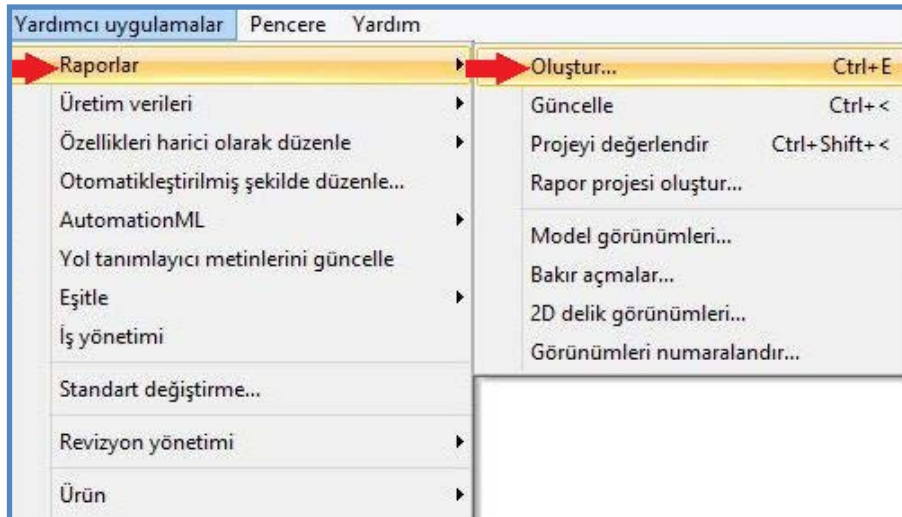 Yardımcı uygulamalar Pencere Yardım
Raporlar
Üretim verileri
Özellikleri harici olarak düzenle
Otomatikleştirilmiş şekilde düzenle...
AutomationML
Yol tanımlayıcı metinlerini güncelle
Eşitle
İş yönetimi
Standart değiştirme...
Revizyon yönetimi
Ürün
Oluştur... Ctrl+E
Güncelle Ctrl+<
Projeyi değerlendir Ctrl+Shift+<
Rapor projesi oluştur...
Model görünümleri...
Bakır açmalar...
2D delik görünümleri...
Görünümleri numaralandır...